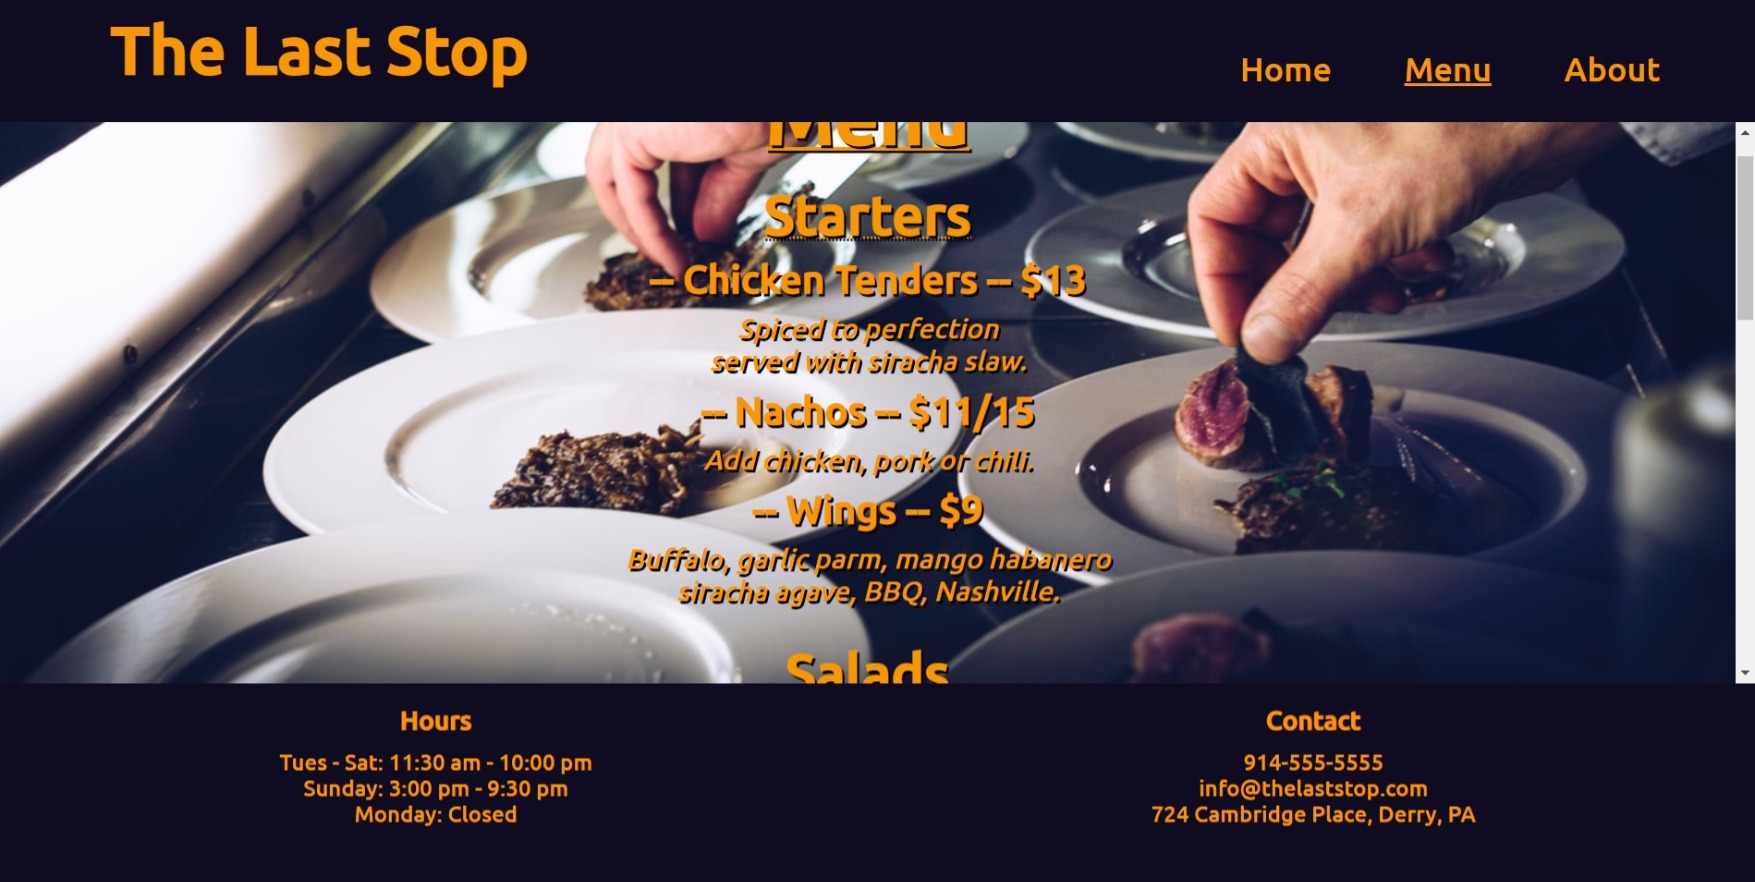 The Last Stop
Home Menu About
Menu
Starters
-- Chicken Tenders -- $13
Spiced to perfection
served with siracha slaw.
-- Nachos -- $11/15
Add chicken, pork or chili.
-- Wings -- $9
Buffalo, garlic parm, mango habanero
siracha agave, BBQ, Nashville.
Salads
Hours
Tues - Sat: 11:30 am - 10:00 pm
Sunday: 3:00 pm - 9:30 pm
Monday: Closed
Contact
914-555-5555
info@thelaststop.com
724 Cambridge Place, Derry, PA